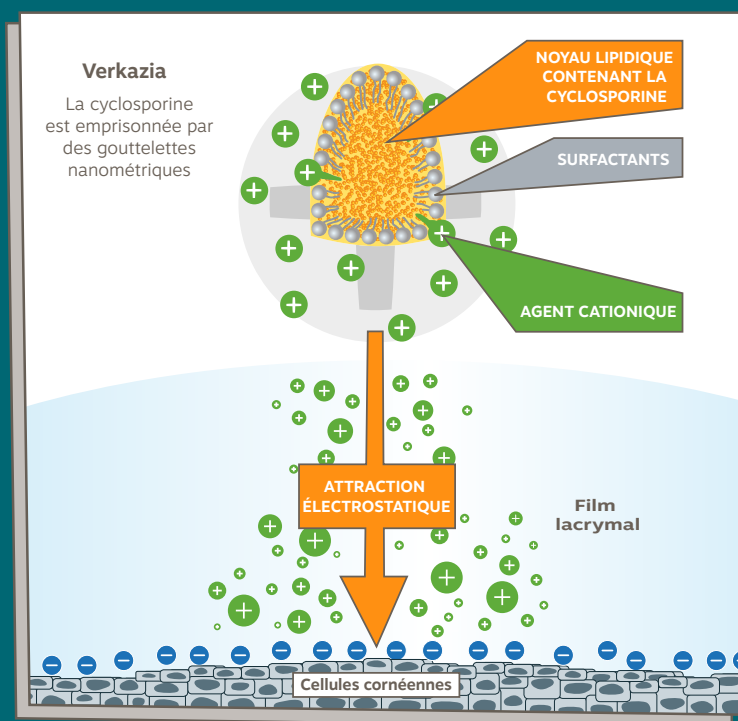 Verkazia
La cyclosporine
est emprisonnée par
des gouttelettes
nanométriques
NOYAU LIPIDIQUE
CONTENANT LA
CYCLOSPORINE
SURFACTANTS
AGENT CATIONIQUE
ATTRACTION
ÉLECTROSTATIQUE
Film
lacrymal
Cellules cornéennes